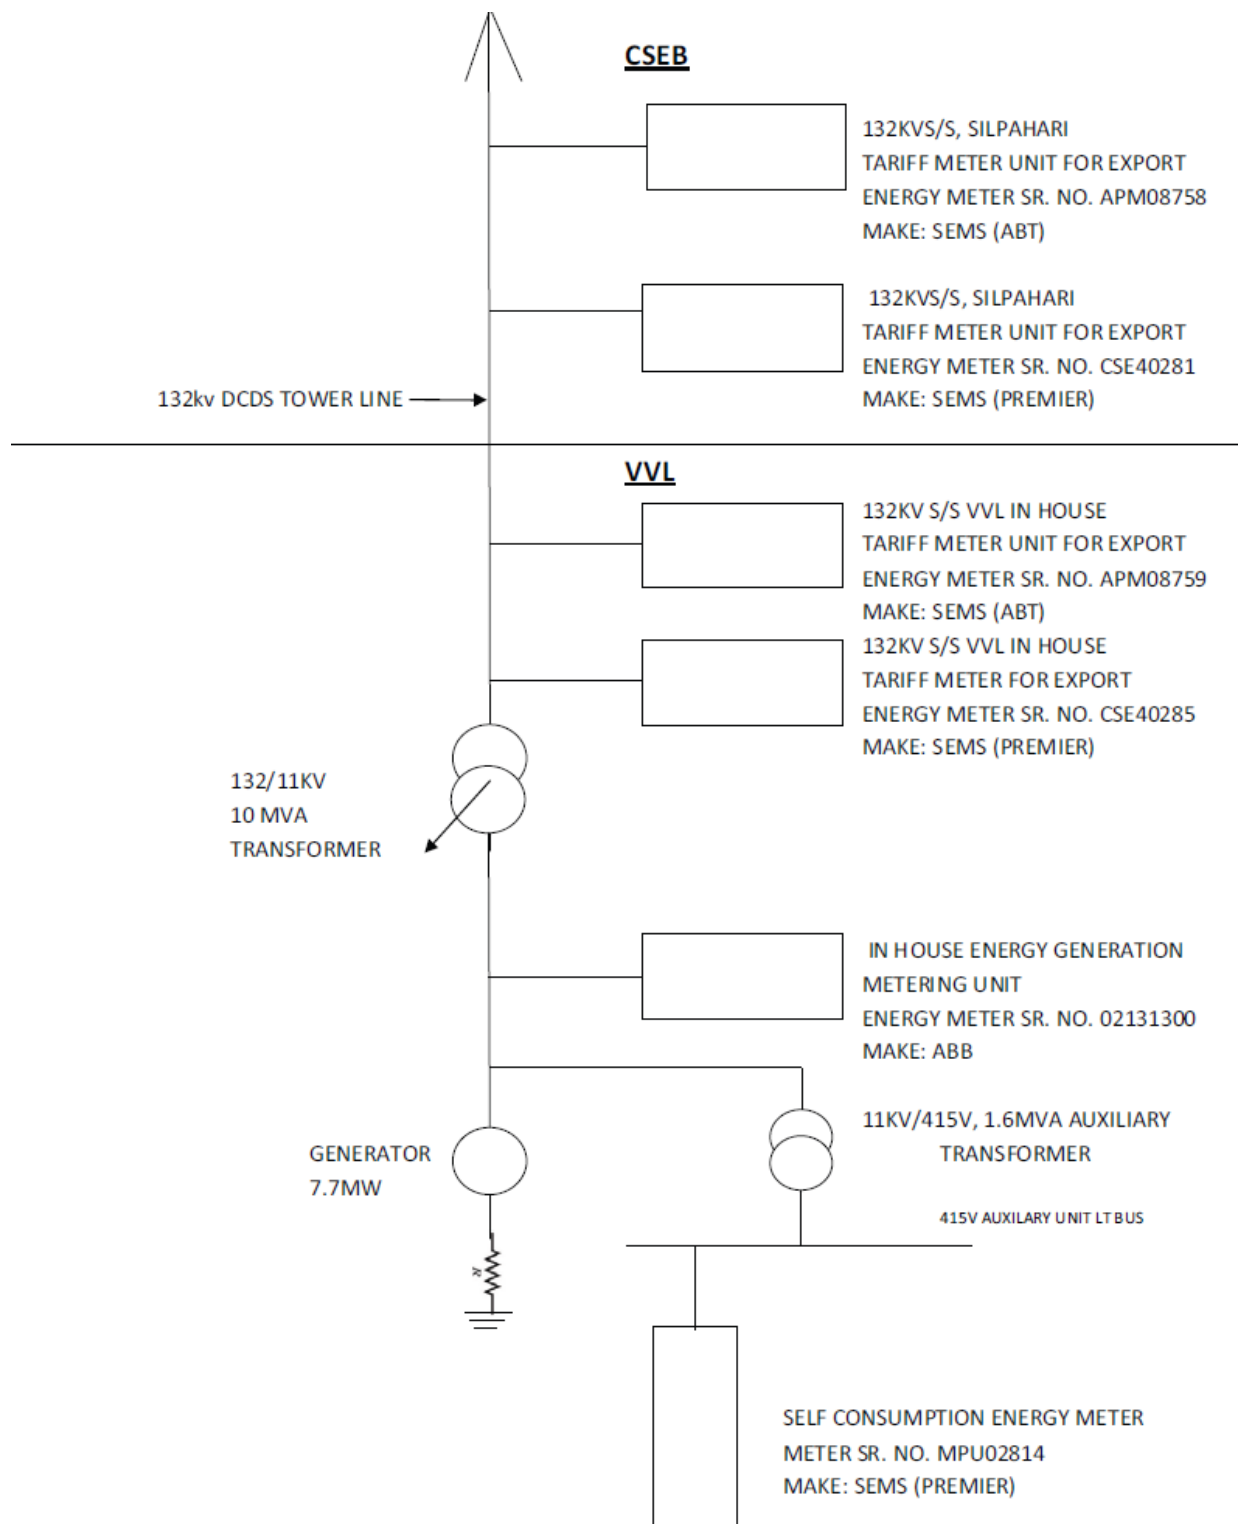 CSEB
132KVS/S, SILPAHARI
TARIFF METER UNIT FOR EXPORT
ENERGY METER SR. NO. APM08758
MAKE: SEMS (ABT)
132KVS/S, SILPAHARI
TARIFF METER UNIT FOR EXPORT
ENERGY METER SR. NO. CSE40281
MAKE: SEMS (PREMIER)
132kv DCDS TOWER LINE
VVL
132KV S/S VVL IN HOUSE
TARIFF METER UNIT FOR EXPORT
ENERGY METER SR. NO. APM08759
MAKE: SEMS (ABT)
132KV S/S VVL IN HOUSE
TARIFF METER FOR EXPORT
ENERGY METER SR. NO. CSE40285
MAKE: SEMS (PREMIER)
132/11KV
10 MVA
TRANSFORMER
IN HOUSE ENERGY GENERATION
METERING UNIT
ENERGY METER SR. NO. 02131300
MAKE: ABB
11KV/415V, 1.6MVA AUXILIARY
TRANSFORMER
GENERATOR
7.7MW
415V AUXILARY UNIT LT BUS
SELF CONSUMPTION ENERGY METER
METER SR. NO. MPU02814
MAKE: SEMS (PREMIER)